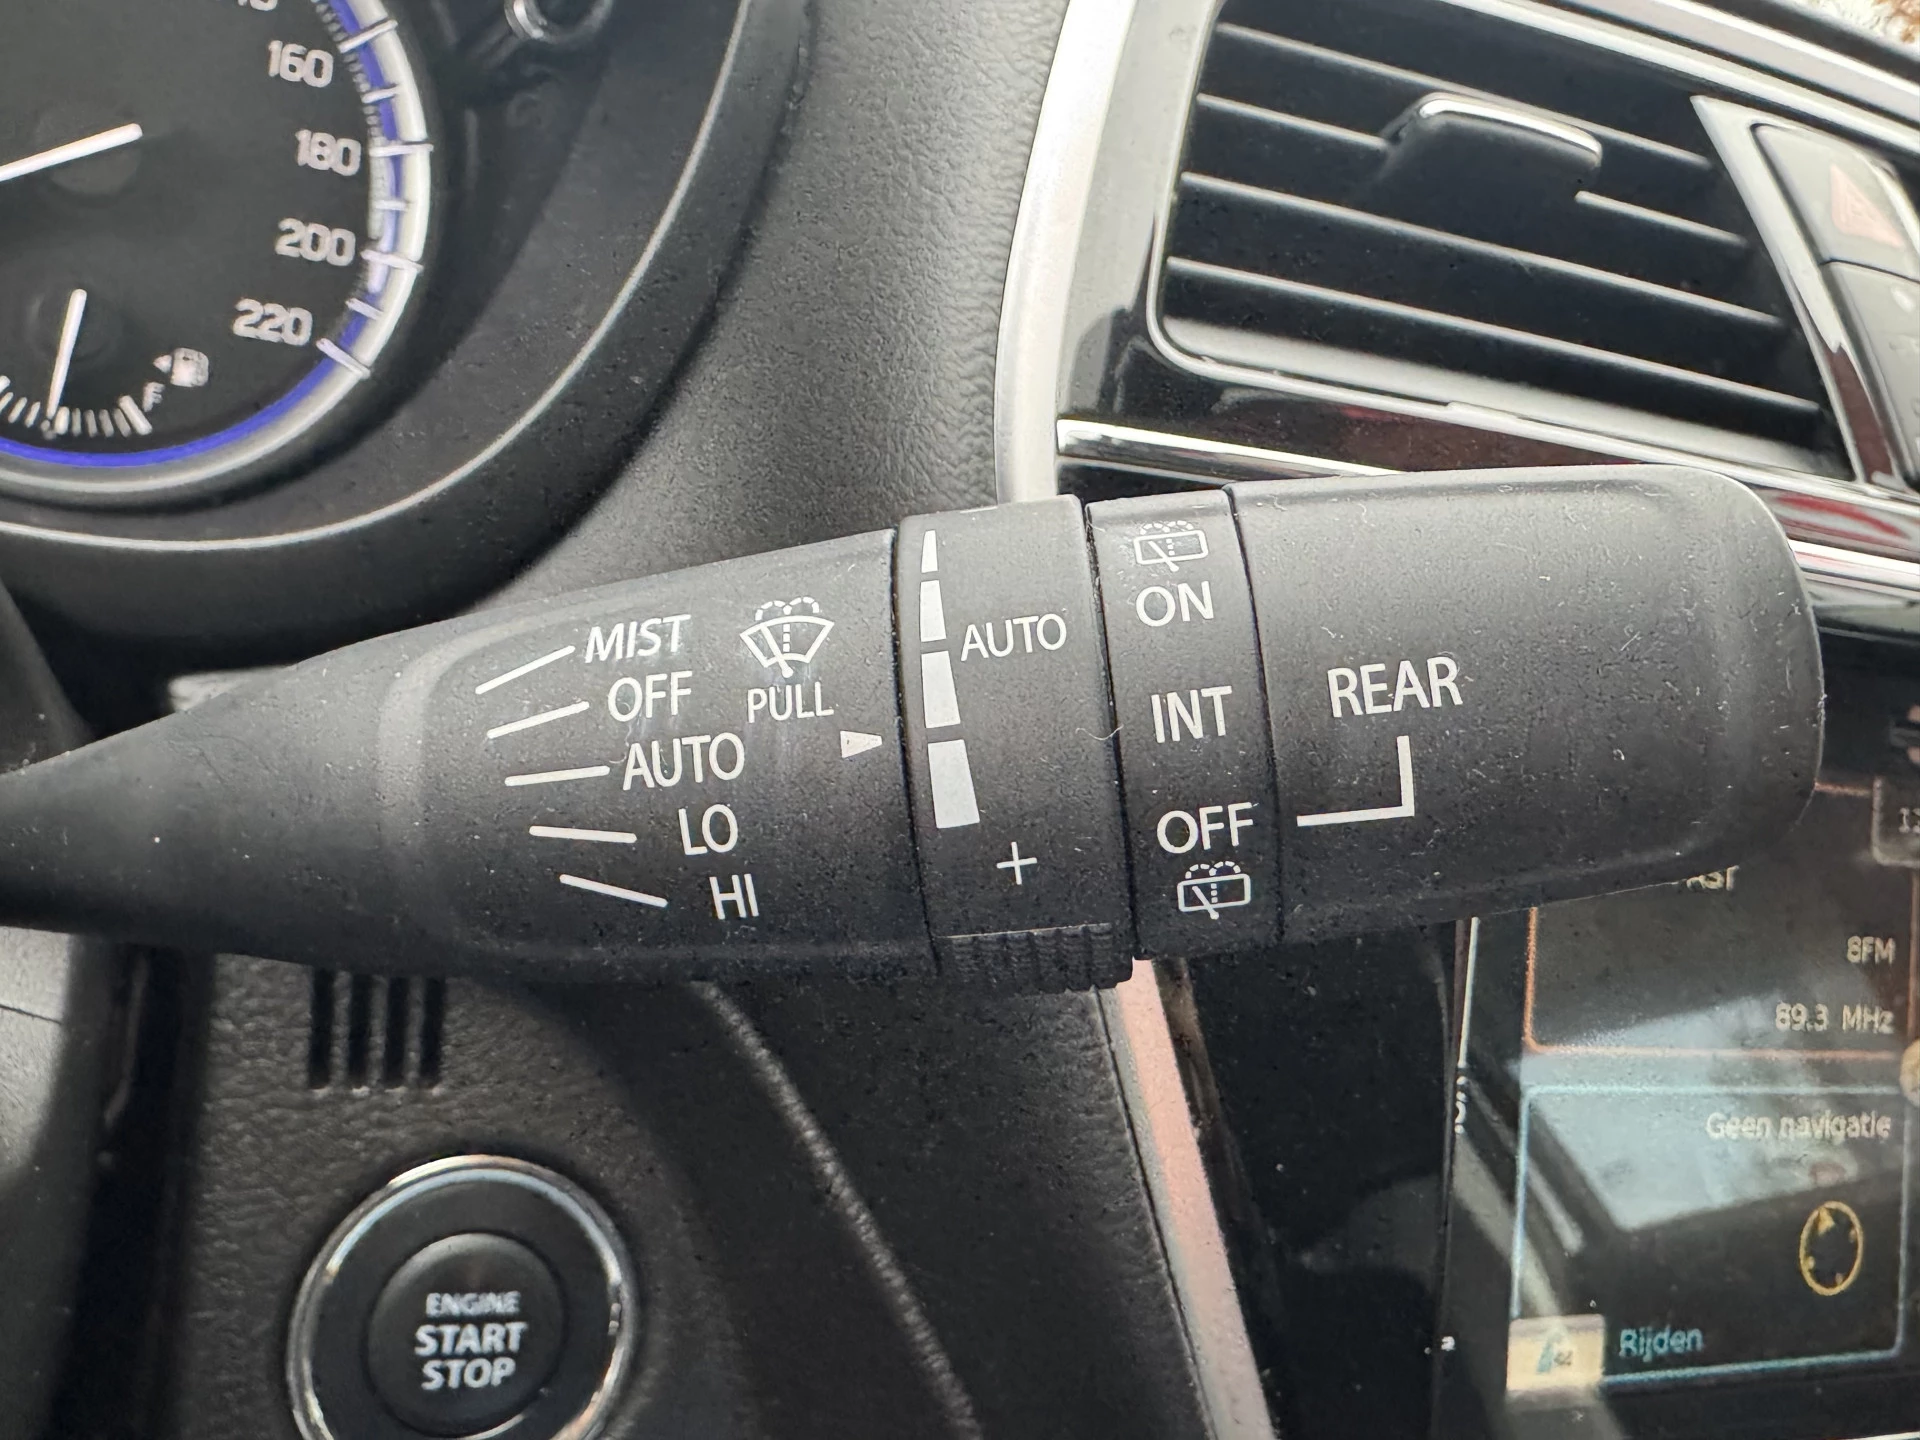 160
180
200
220
F
MIST
OFF
AUTO
LO
HI
PULL
AUTO
+
ON
INT
OFF
REAR
8FM
89.3 MHz
Geen navigatie
Rijden
ENGINE
START
STOP